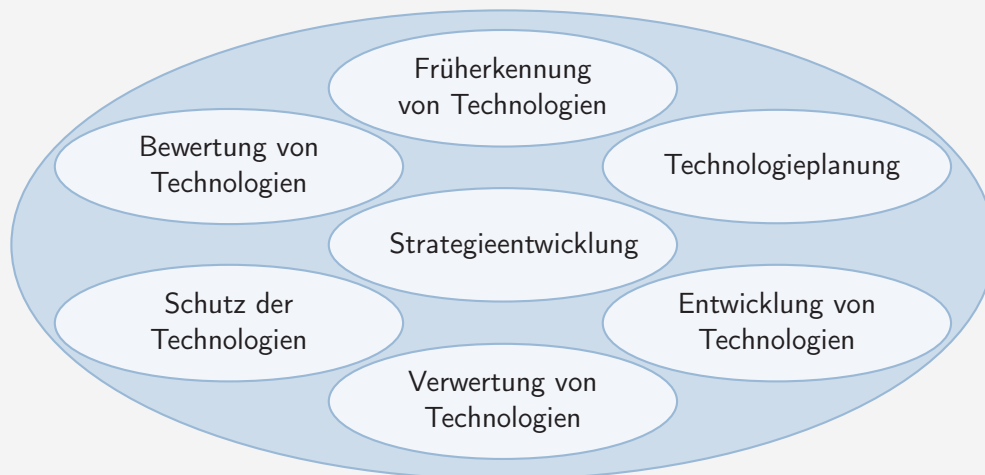 Früherkennung
von Technologien
Bewertung von
Technologien
Technologieplanung
Strategieentwicklung
Schutz der
Technologien
Entwicklung von
Technologien
Verwertung von
Technologien